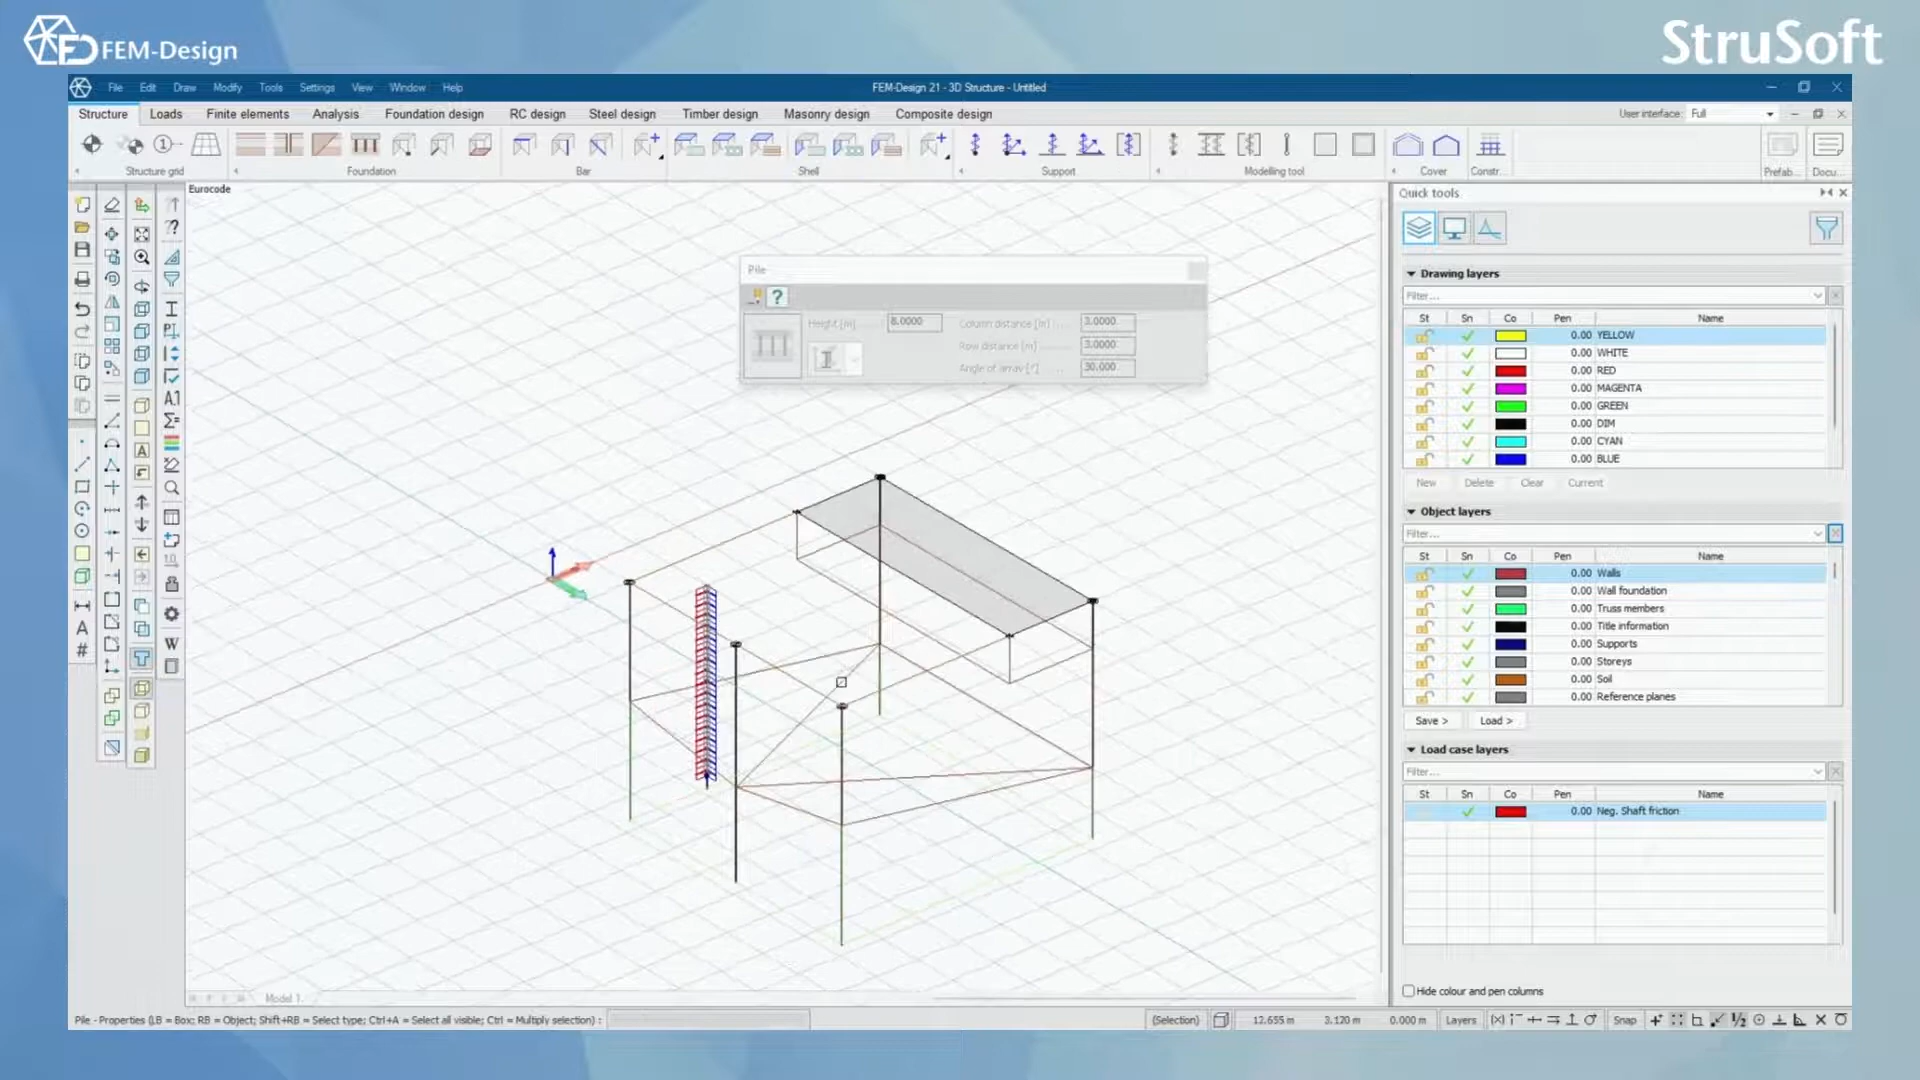 FEM-Design
StruSoft
File Edit Draw Modify Tools Settings View Window Help
FEM-Design 21 - 3D Structure - Untitled
Structure Loads Finite elements Analysis Foundation design RC design Steel design Timber design Masonry design Composite design
User interface: Full
Structure grid Foundation Bar Shell Support Modelling tool Cover Constr... Prefab... Docu...
Eurocode
Quick tools
Pile
Height [m] 8.0000
Column distance [m] 3.0000
Row distance [m] 3.0000
Angle of array [°] 30.000
Drawing layers
Filter...
St Sn Co Pen Name
0.00 YELLOW
0.00 WHITE
0.00 RED
0.00 MAGENTA
0.00 GREEN
0.00 DIM
0.00 CYAN
0.00 BLUE
New Delete Clear Current
Object layers
Filter...
St Sn Co Pen Name
0.00 Walls
0.00 Wall foundation
0.00 Truss members
0.00 Title information
0.00 Supports
0.00 Storeys
0.00 Soil
0.00 Reference planes
Save > Load >
Load case layers
Filter...
St Sn Co Pen Name
0.00 Neg. Shaft friction
Hide colour and pen columns
Model 1
Pile - Properties (LB = Box; RB = Object; Shift+RB = Select type; Ctrl+A = Select all visible; Ctrl = Multiply selection) :
(Selection) 12.655 m 3.120 m 0.000 m Layers Snap